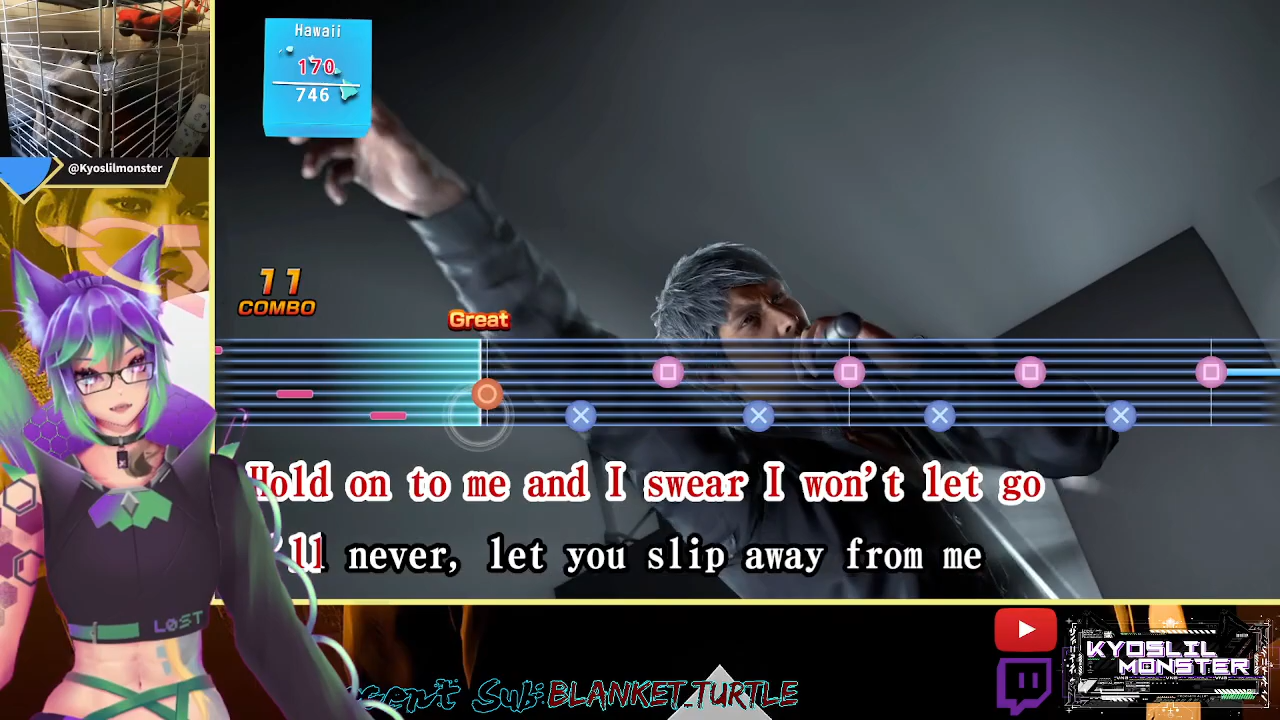 Hawaii
170
746
@Kyoslilmonster
11
COMBO
Great
Hold on to me and I swear I won't let go
'll never, let you slip away from me
LØST
cent Sub: BLANKET_TURTLE
KYOSLIL
MONSTER